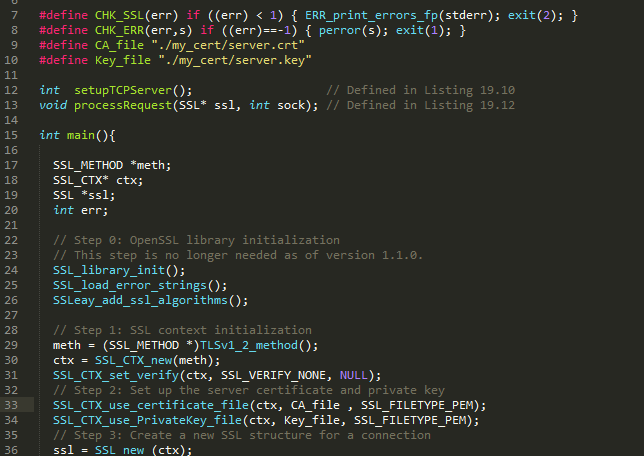 6
7 #define CHK_SSL(err) if ((err) < 1) { ERR_print_errors_fp(stderr); exit(2); }
8 #define CHK_ERR(err,s) if ((err)==-1) { perror(s); exit(1); }
9 #define CA_file "./my_cert/server.crt"
10 #define Key_file "./my_cert/server.key"
11
12 int  setupTCPServer();                   // Defined in Listing 19.10
13 void processRequest(SSL* ssl, int sock); // Defined in Listing 19.12
14
15 int main(){
16
17   SSL_METHOD *meth;
18   SSL_CTX* ctx;
19   SSL *ssl;
20   int err;
21
22   // Step 0: OpenSSL library initialization
23   // This step is no longer needed as of version 1.1.0.
24   SSL_library_init();
25   SSL_load_error_strings();
26   SSLeay_add_ssl_algorithms();
27
28   // Step 1: SSL context initialization
29   meth = (SSL_METHOD *)TLSv1_2_method();
30   ctx = SSL_CTX_new(meth);
31   SSL_CTX_set_verify(ctx, SSL_VERIFY_NONE, NULL);
32   // Step 2: Set up the server certificate and private key
33   SSL_CTX_use_certificate_file(ctx, CA_file , SSL_FILETYPE_PEM);
34   SSL_CTX_use_PrivateKey_file(ctx, Key_file, SSL_FILETYPE_PEM);
35   // Step 3: Create a new SSL structure for a connection
36   ssl = SSL_new (ctx);